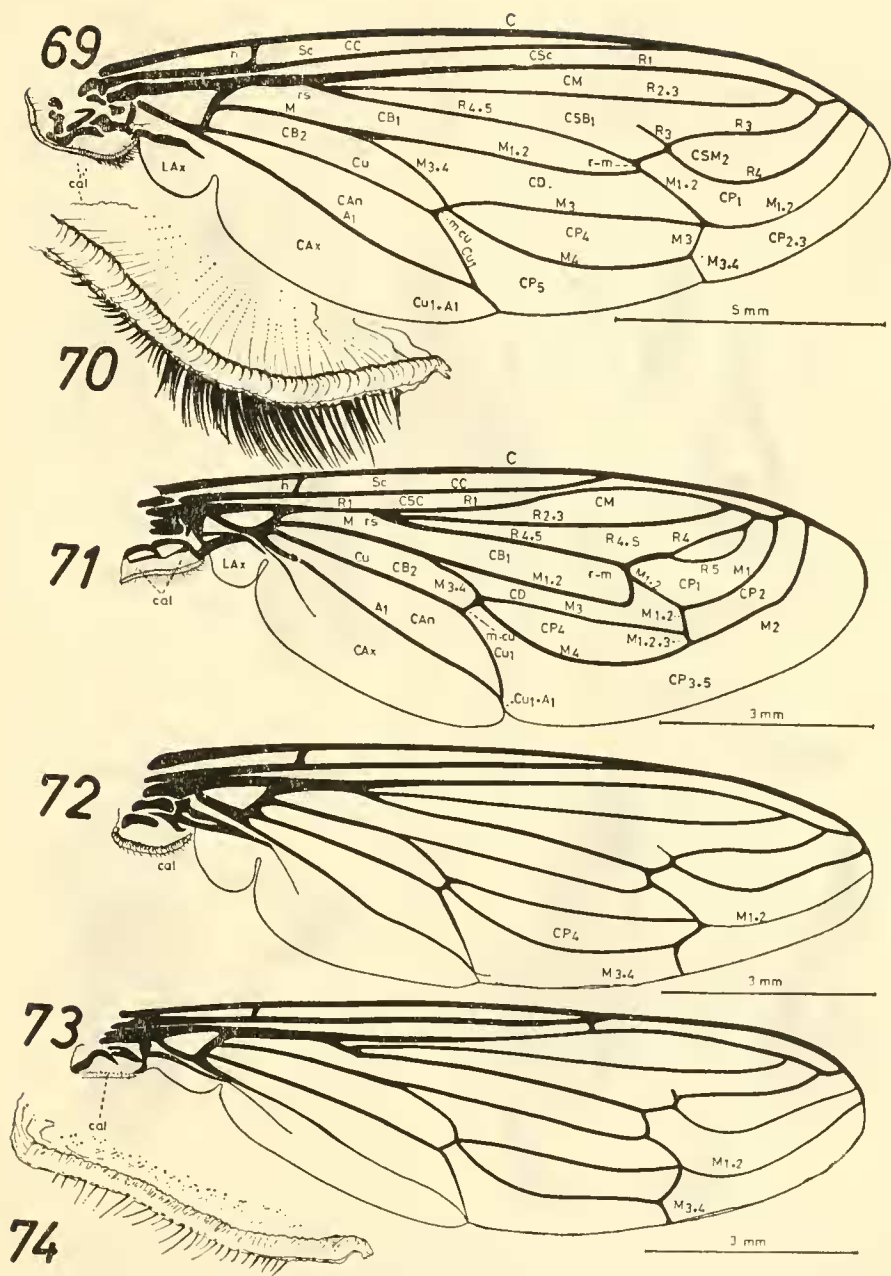 69
C
h
Sc
CC
CSc
R1
CM
R2.3
rs
M
CB1
R4.5
CSB1
R3
R3
CB2
M1.2
r-m
CSM2
R4
LAx
Cu
M3.4
CD
M1.2
CP1
M1.2
cal
CAn
A1
M3
CP2.3
m-cu
Cu1
CP4
M3
CAx
M4
M3.4
CP5
Cu1.A1
5 mm
70
71
C
h
Sc
CC
R1
CSC
R1
CM
R2.3
M
rs
R4.5
R4.5
R4
Cu
CB1
r-m
M1.2
R5
M1
CB2
M3.4
M1.2
CP1
CP2
LAx
cal
CD
M3
M1.2
M2
A1
CAn
m-cu
CP4
M1.2.3
CAx
Cu1
M4
CP3.5
Cu1.A1
3 mm
72
cal
M1.2
CP4
M3.4
3 mm
73
cal
M1.2
M3.4
3 mm
74